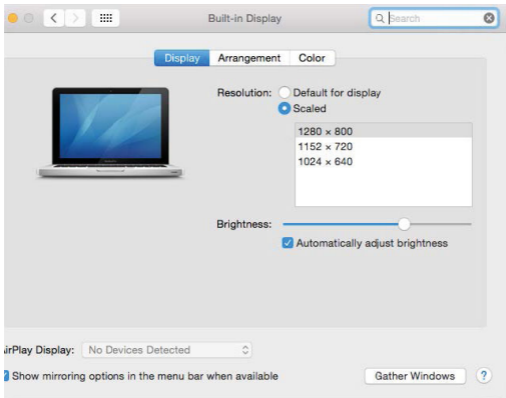 Built-in Display
Search
Display Arrangement Color
Resolution: Default for display
Scaled
1280 × 800
1152 × 720
1024 × 640
Brightness:
Automatically adjust brightness
AirPlay Display: No Devices Detected
Show mirroring options in the menu bar when available
Gather Windows ?